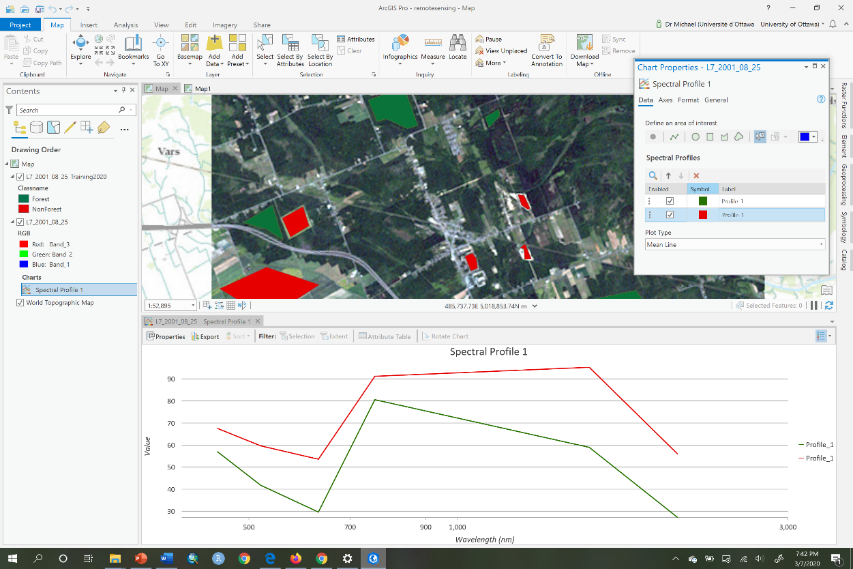 ArcGIS Pro - remotesensing - Map
Project Map Insert Analysis View Edit Imagery Share
Dr Michael (Université d'Ottawa University of Ottawa)
Paste
Cut
Copy
Copy Path
Clipboard
Explore
Bookmarks
Go To XY
Navigate
Basemap
Add Data
Add Preset
Layer
Select
Select By Attributes
Select By Location
Attributes
Clear
Selection
Infographics
Measure
Locate
Inquiry
Pause
View Unplaced
More
Convert To Annotation
Labeling
Download Map
Sync
Remove
Offline
Contents
Search
Drawing Order
Map
L7_2001_08_25_Training2020
Classname
Forest
NonForest
L7_2001_08_25
RGB
Red: Band_3
Green: Band_2
Blue: Band_1
Charts
Spectral Profile 1
World Topographic Map
Map Map1
Vars
1:52,895
485,737.73E 5,018,853.74N m
Selected Features: 0
Chart Properties - L7_2001_08_25
Spectral Profile 1
Data Axes Format General
Define an area of interest
Spectral Profiles
Enabled Symbol Label
Profile 1
Profile 1
Plot Type
Mean Line
Raster Functions
Element
Geoprocessing
Symbology
Catalog
L7_2001_08_25 Spectral Profile 1
Properties Export Sort Filter: Selection Extent Attribute Table Rotate Chart
Spectral Profile 1
Value
90
80
70
60
50
40
30
500 700 900 1,000 3,000
Wavelength (nm)
Profile_1
Profile_1
7:42 PM
3/7/2020